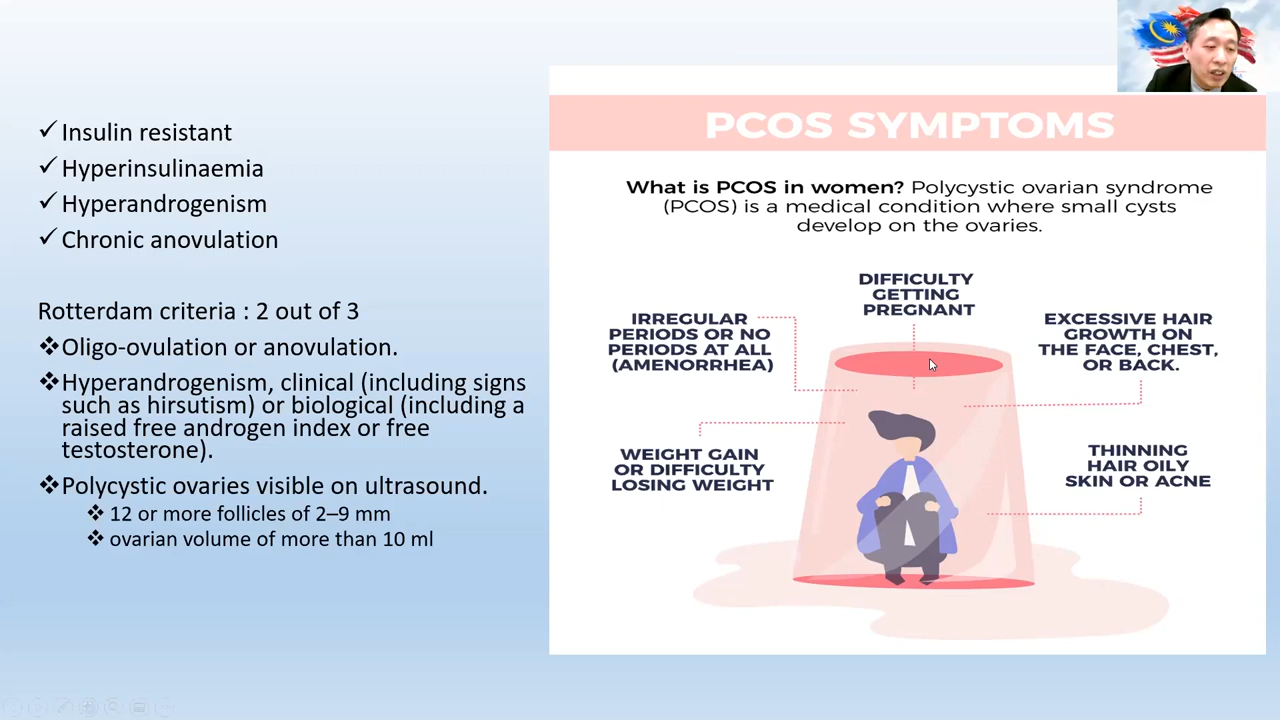 Insulin resistant
Hyperinsulinaemia
Hyperandrogenism
Chronic anovulation
Rotterdam criteria : 2 out of 3
Oligo-ovulation or anovulation.
Hyperandrogenism, clinical (including signs
such as hirsutism) or biological (including a
raised free androgen index or free
testosterone).
Polycystic ovaries visible on ultrasound.
12 or more follicles of 2–9 mm
ovarian volume of more than 10 ml
PCOS SYMPTOMS
What is PCOS in women? Polycystic ovarian syndrome
(PCOS) is a medical condition where small cysts
develop on the ovaries.
DIFFICULTY
GETTING
PREGNANT
IRREGULAR
PERIODS OR NO
PERIODS AT ALL
(AMENORRHEA)
EXCESSIVE HAIR
GROWTH ON
THE FACE, CHEST,
OR BACK.
WEIGHT GAIN
OR DIFFICULTY
LOSING WEIGHT
THINNING
HAIR OILY
SKIN OR ACNE